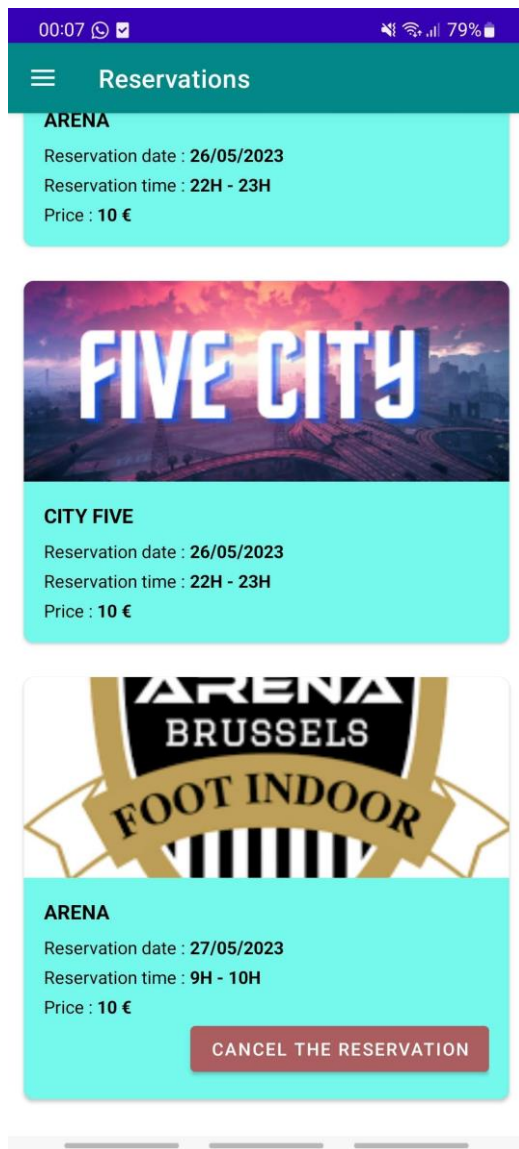 00:07 79%
Reservations
ARENA
Reservation date : 26/05/2023
Reservation time : 22H - 23H
Price : 10 €
FIVE CITY
CITY FIVE
Reservation date : 26/05/2023
Reservation time : 22H - 23H
Price : 10 €
ARENA
BRUSSELS
FOOT INDOOR
ARENA
Reservation date : 27/05/2023
Reservation time : 9H - 10H
Price : 10 €
CANCEL THE RESERVATION